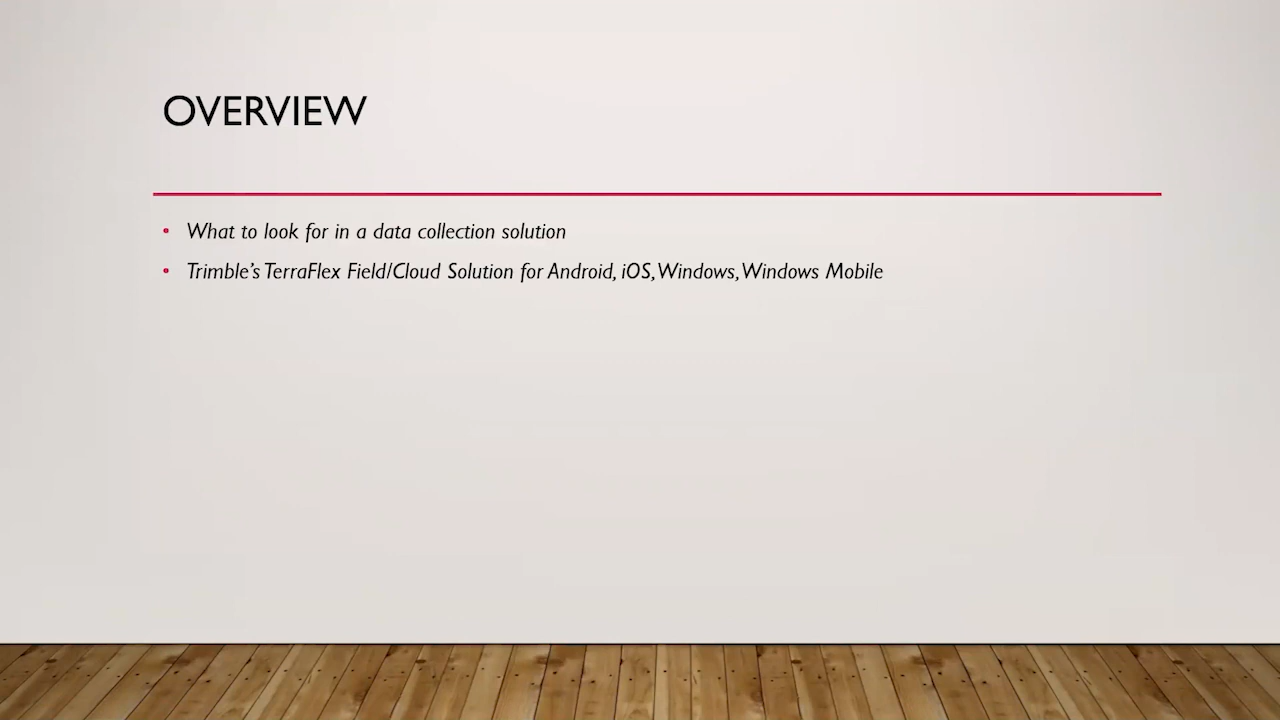 OVERVIEW
• What to look for in a data collection solution
• Trimble's TerraFlex Field/Cloud Solution for Android, iOS, Windows, Windows Mobile